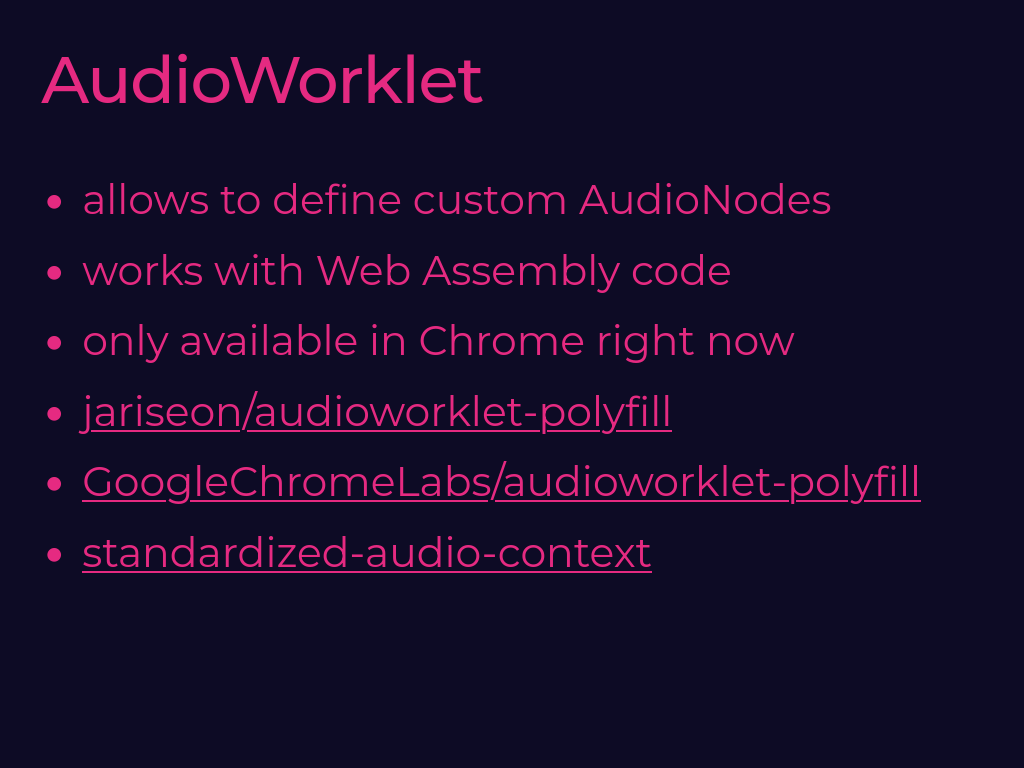 AudioWorklet
• allows to define custom AudioNodes
• works with Web Assembly code
• only available in Chrome right now
• jariseon/audioworklet-polyfill
• GoogleChromeLabs/audioworklet-polyfill
• standardized-audio-context